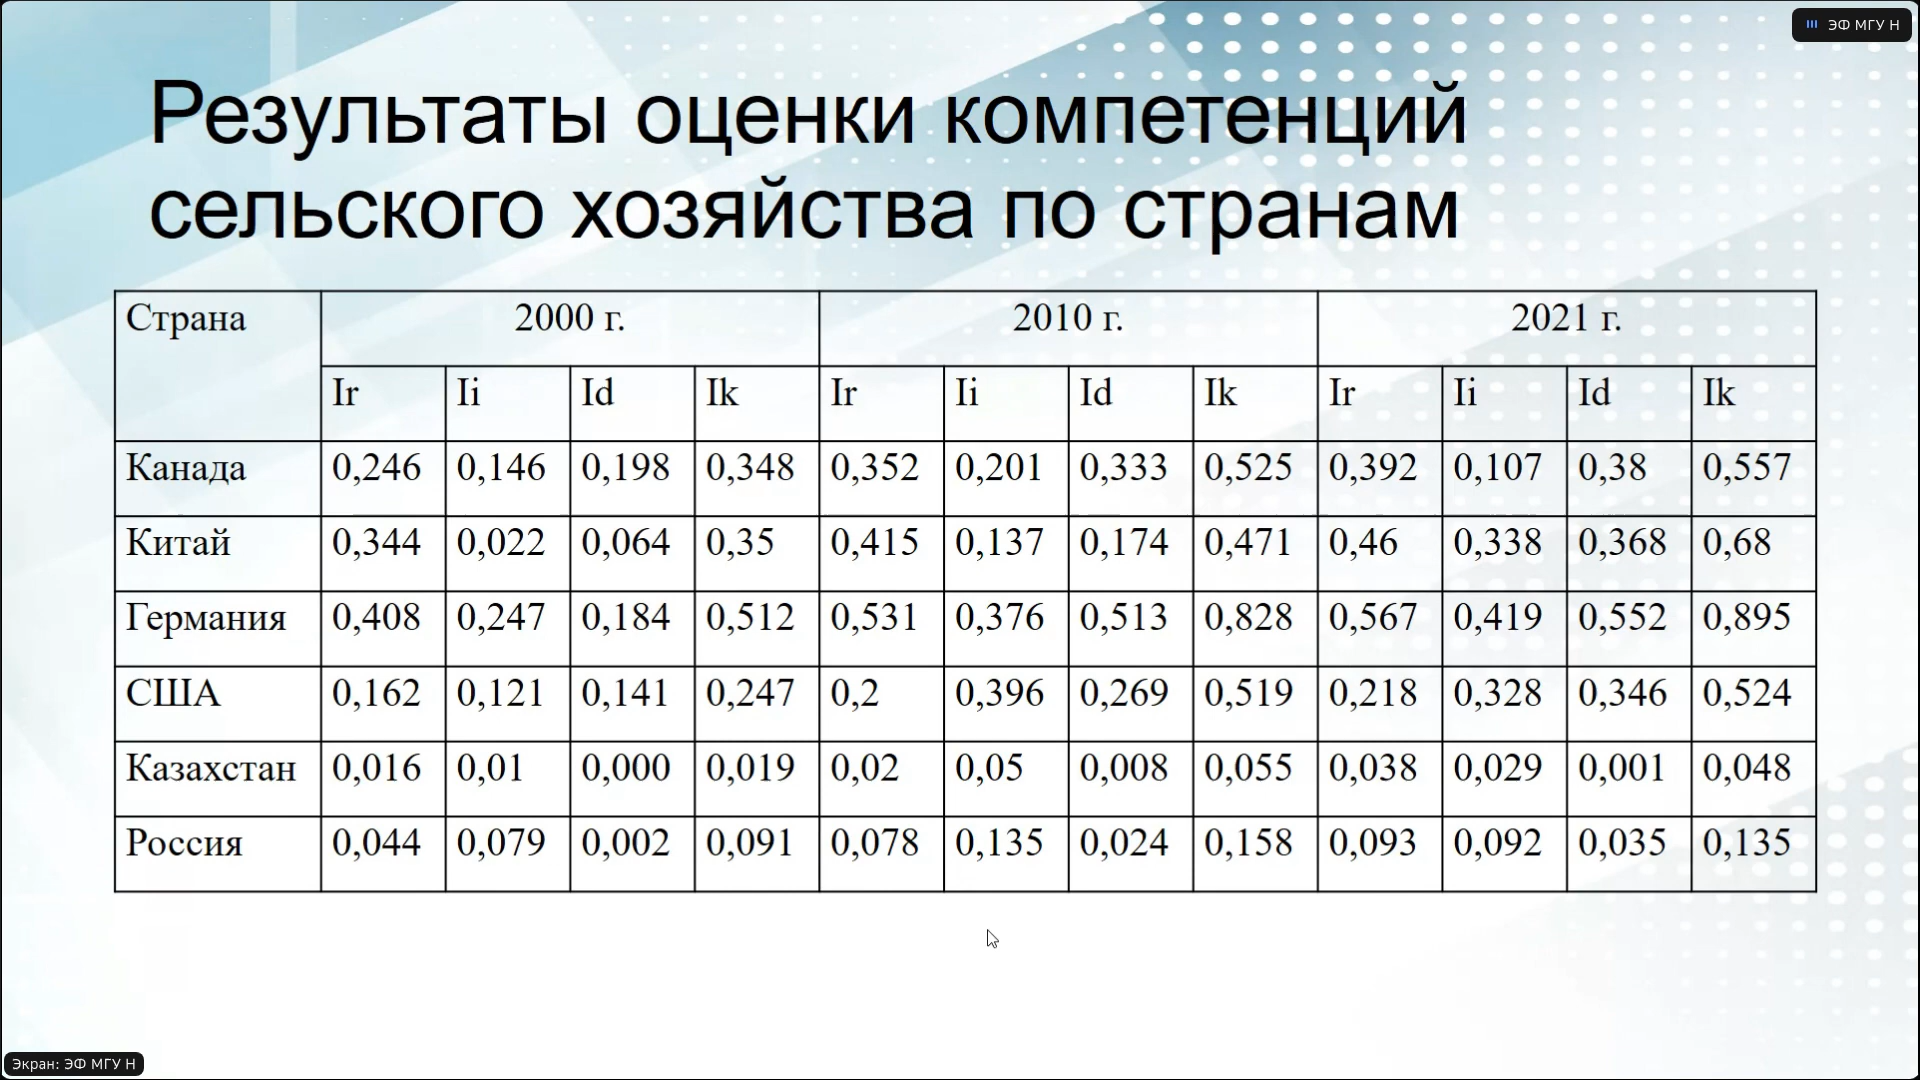 ЭФ МГУ Н
Результаты оценки компетенций
сельского хозяйства по странам
Страна 2000 г. 2010 г. 2021 г.
Ir Ii Id Ik Ir Ii Id Ik Ir Ii Id Ik
Канада 0,246 0,146 0,198 0,348 0,352 0,201 0,333 0,525 0,392 0,107 0,38 0,557
Китай 0,344 0,022 0,064 0,35 0,415 0,137 0,174 0,471 0,46 0,338 0,368 0,68
Германия 0,408 0,247 0,184 0,512 0,531 0,376 0,513 0,828 0,567 0,419 0,552 0,895
США 0,162 0,121 0,141 0,247 0,2 0,396 0,269 0,519 0,218 0,328 0,346 0,524
Казахстан 0,016 0,01 0,000 0,019 0,02 0,05 0,008 0,055 0,038 0,029 0,001 0,048
Россия 0,044 0,079 0,002 0,091 0,078 0,135 0,024 0,158 0,093 0,092 0,035 0,135
Экран: ЭФ МГУ Н